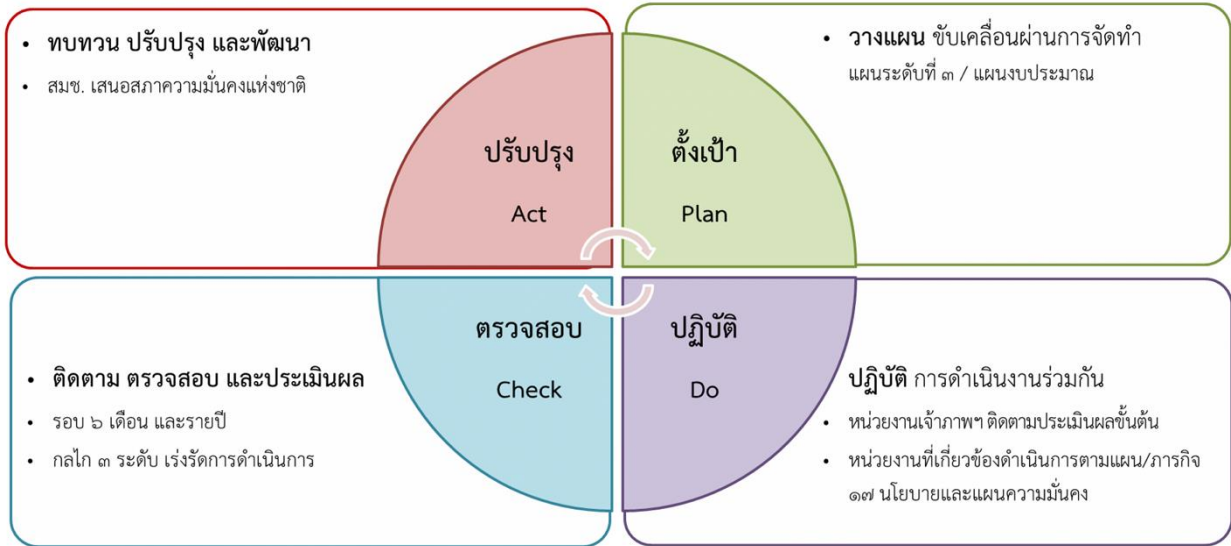 • ทบทวน ปรับปรุง และพัฒนา
• สมช. เสนอสภาความมั่นคงแห่งชาติ
• วางแผน ขับเคลื่อนผ่านการจัดทำ
แผนระดับที่ ๓ / แผนงบประมาณ
ปรับปรุง
Act
ตั้งเป้า
Plan
ตรวจสอบ
Check
ปฏิบัติ
Do
• ติดตาม ตรวจสอบ และประเมินผล
• รอบ ๖ เดือน และรายปี
• กลไก ๓ ระดับ เร่งรัดการดำเนินการ
ปฏิบัติ การดำเนินงานร่วมกัน
• หน่วยงานเจ้าภาพฯ ติดตามประเมินผลขั้นต้น
• หน่วยงานที่เกี่ยวข้องดำเนินการตามแผน/ภารกิจ
๑๗ นโยบายและแผนความมั่นคง